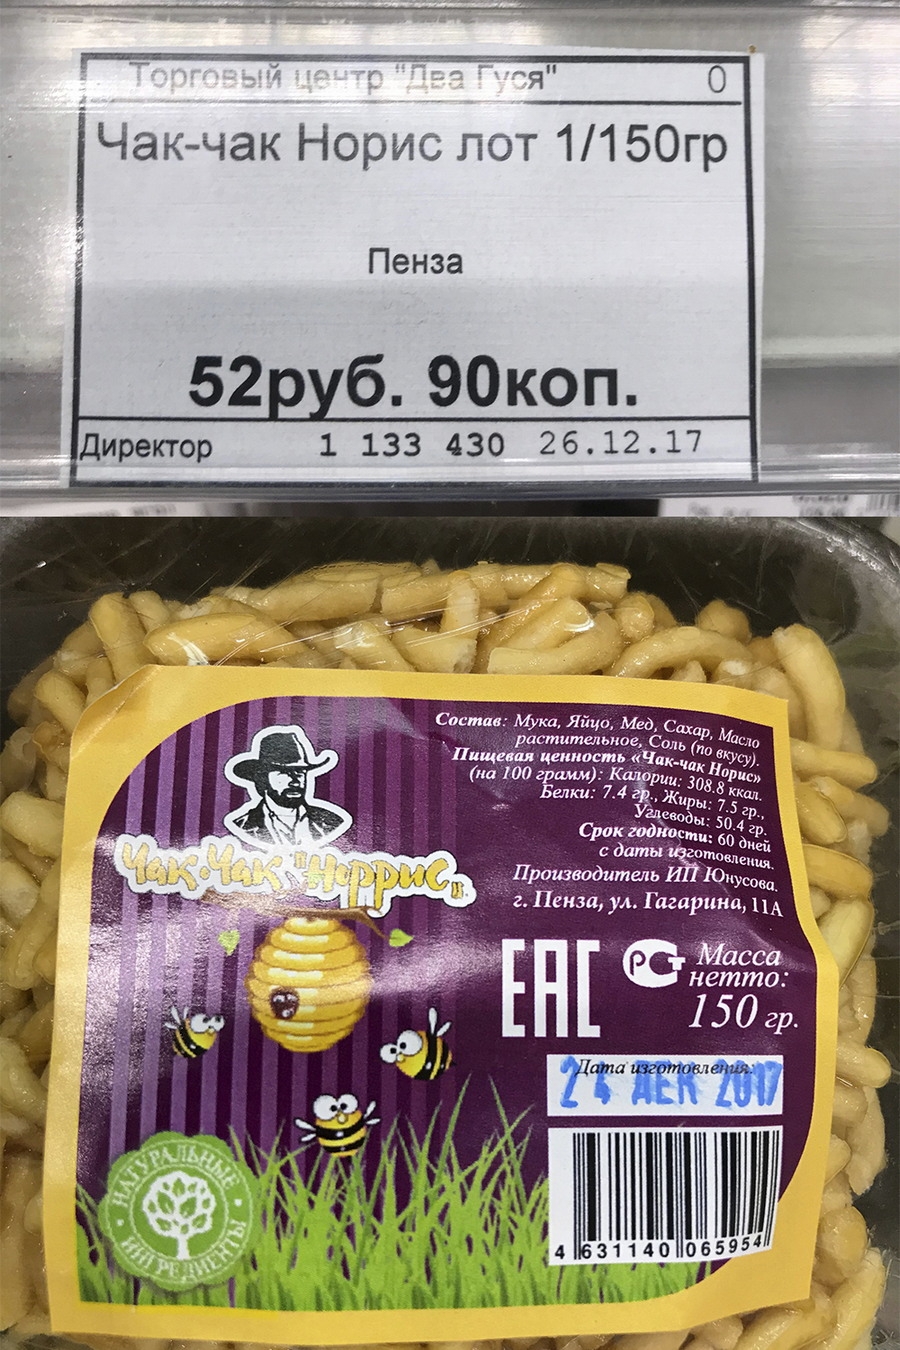 Торговый центр "Два Гуся" 0
Чак-чак Норис лот 1/150гр
Пенза
52руб. 90коп.
Директор 1 133 430 26.12.17
Состав: Мука, Яйцо, Мед, Сахар, Масло
растительное, Соль (по вкусу).
Пищевая ценность «Чак-чак Норис»
(на 100 грамм): Калории: 308.8 ккал.
Белки: 7.4 гр., Жиры: 7.5 гр.,
Углеводы: 50.4 гр.
Срок годности: 60 дней
с даты изготовления.
Производитель ИП Юнусова.
г. Пенза, ул. Гагарина, 11А
Чак-Чак "Норрис"
ЕАС РСТ Масса
нетто:
150 гр.
Дата изготовления:
24 ДЕК 2017
4 631140 065954
НАТУРАЛЬНЫЕ
ИНГРЕДИЕНТЫ